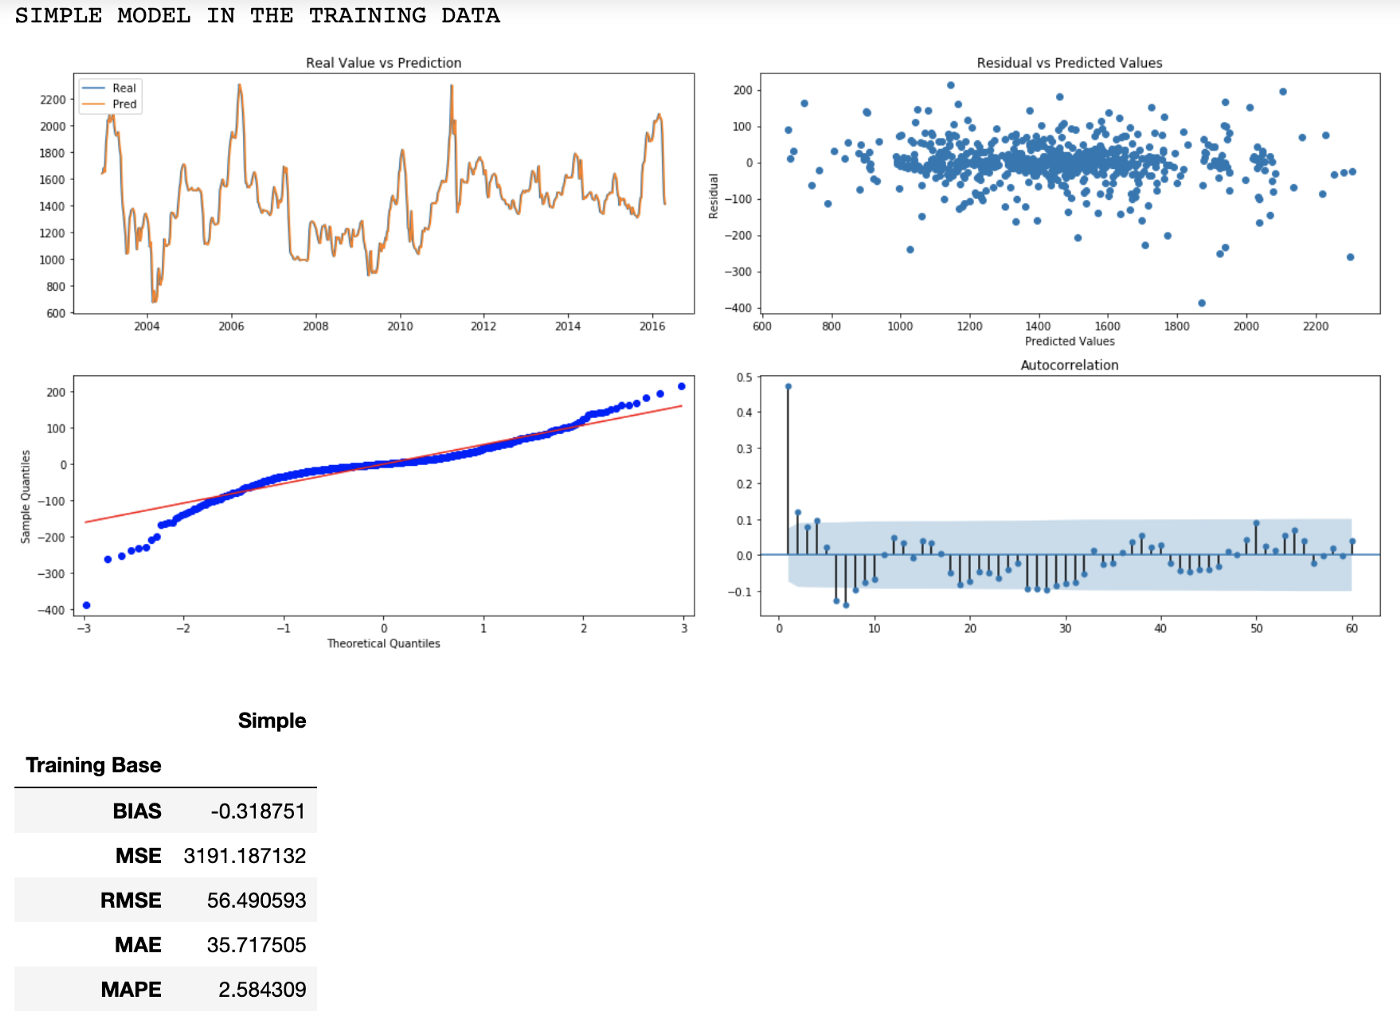 SIMPLE MODEL IN THE TRAINING DATA
Real Value vs Prediction
Real
Pred
2200
2000
1800
1600
1400
1200
1000
800
600
2004 2006 2008 2010 2012 2014 2016
Residual vs Predicted Values
200
100
0
−100
−200
−300
−400
Residual
600 800 1000 1200 1400 1600 1800 2000 2200
Predicted Values
200
100
0
−100
−200
−300
−400
Sample Quantiles
−3 −2 −1 0 1 2 3
Theoretical Quantiles
Autocorrelation
0.5
0.4
0.3
0.2
0.1
0.0
−0.1
0 10 20 30 40 50 60
Simple
Training Base
BIAS -0.318751
MSE 3191.187132
RMSE 56.490593
MAE 35.717505
MAPE 2.584309